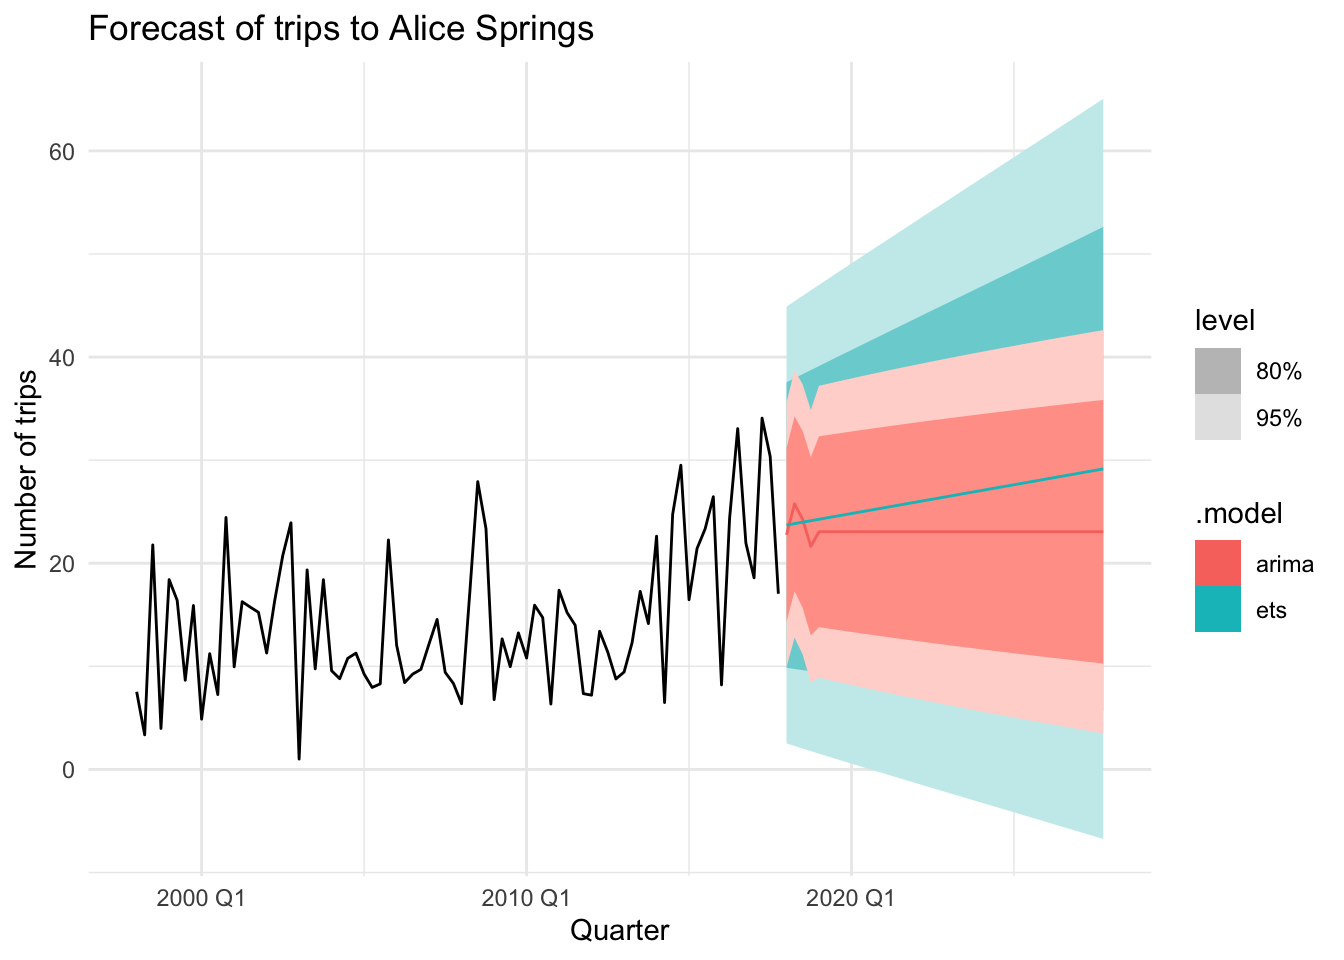 Forecast of trips to Alice Springs
Number of trips
60
40
20
0
2000 Q1
2010 Q1
2020 Q1
Quarter
level
80%
95%
.model
arima
ets